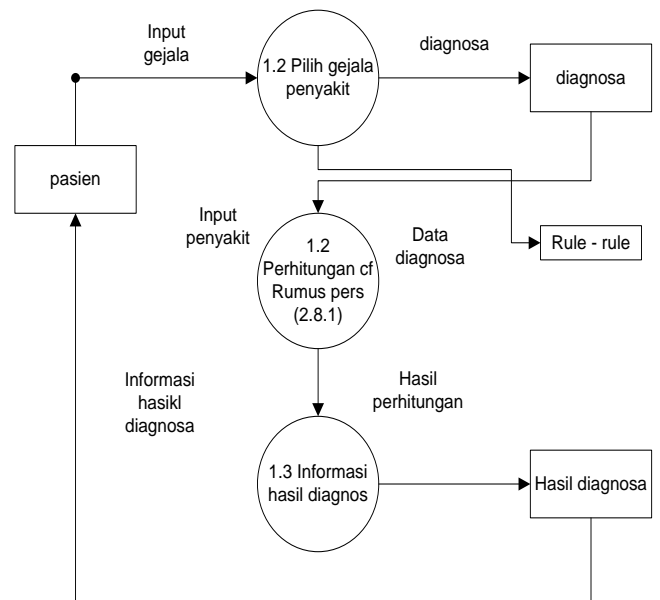 Input
gejala
diagnosa
1.2 Pilih gejala
penyakit
diagnosa
pasien
Input
penyakit
1.2
Perhitungan cf
Rumus pers
(2.8.1)
Data
diagnosa
Rule - rule
Informasi
hasikl
diagnosa
Hasil
perhitungan
1.3 Informasi
hasil diagnos
Hasil diagnosa